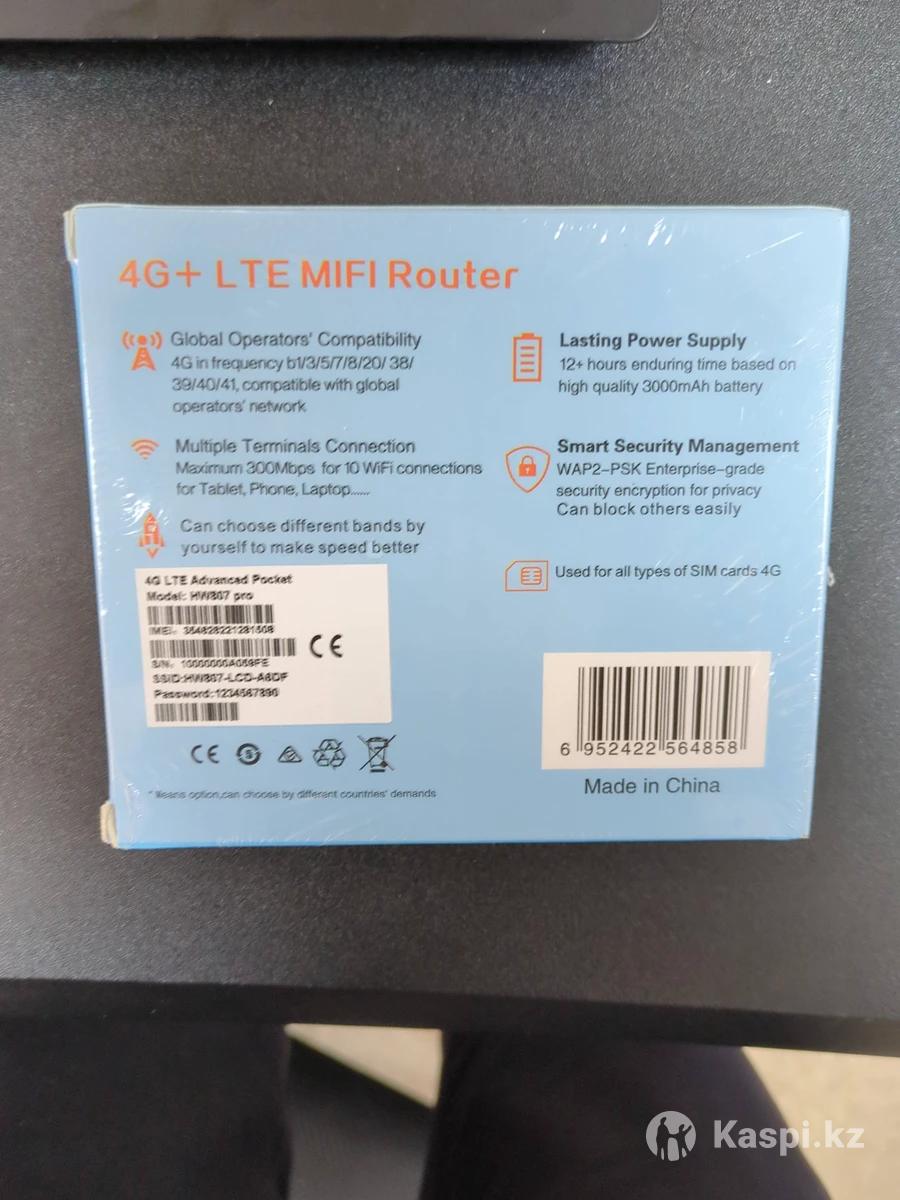 4G+ LTE MIFI Router
Global Operators' Compatibility
4G in frequency b1/3/5/7/8/20/ 38/
39/40/41, compatible with global
operators' network
Multiple Terminals Connection
Maximum 300Mbps for 10 WiFi connections
for Tablet, Phone, Laptop......
Can choose different bands by
yourself to make speed better
Lasting Power Supply
12+ hours enduring time based on
high quality 3000mAh battery
Smart Security Management
WAP2-PSK Enterprise-grade
security encryption for privacy
Can block others easily
Used for all types of SIM cards 4G
4G LTE Advanced Pocket
Model: HW807 pro
IMEI: 354828221281508
S/N: 10000000A059FE
CE
SSID:HW807-LCD-A6DF
Password:1234567890
CE
* Means option,can choose by different countries' demands
6 952422 564858
Made in China
Kaspi.kz